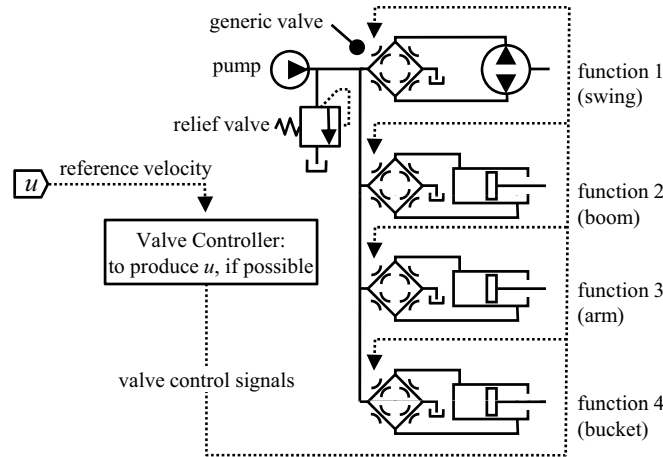 generic valve
pump
function 1
(swing)
relief valve
reference velocity
u
function 2
(boom)
Valve Controller:
to produce u, if possible
function 3
(arm)
valve control signals
function 4
(bucket)